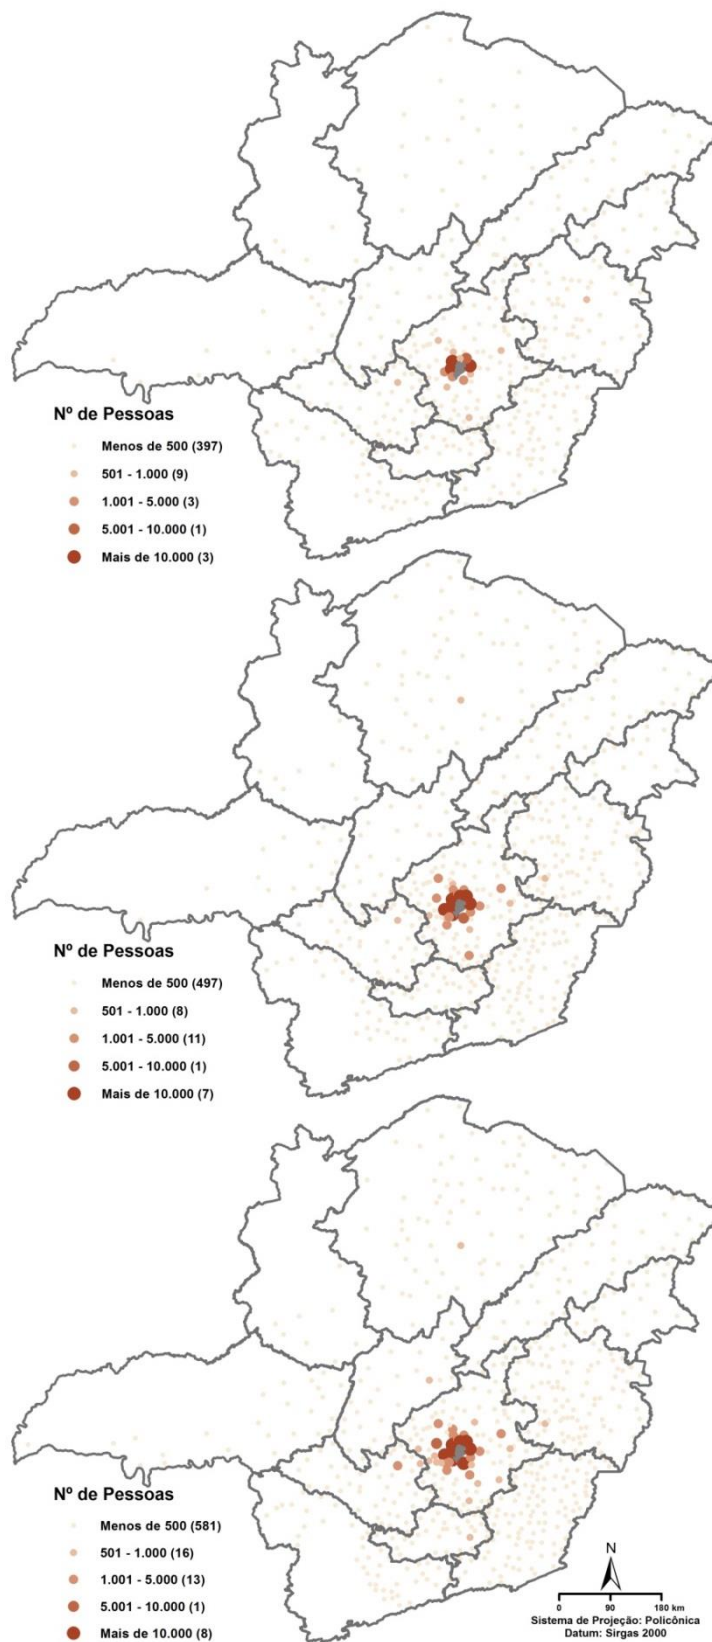 Nº de Pessoas
Menos de 500 (397)
501 - 1.000 (9)
1.001 - 5.000 (3)
5.001 - 10.000 (1)
Mais de 10.000 (3)
Nº de Pessoas
Menos de 500 (497)
501 - 1.000 (8)
1.001 - 5.000 (11)
5.001 - 10.000 (1)
Mais de 10.000 (7)
Nº de Pessoas
Menos de 500 (581)
501 - 1.000 (16)
1.001 - 5.000 (13)
5.001 - 10.000 (1)
Mais de 10.000 (8)
N
0 90 180 km
Sistema de Projeção: Policônica
Datum: Sirgas 2000